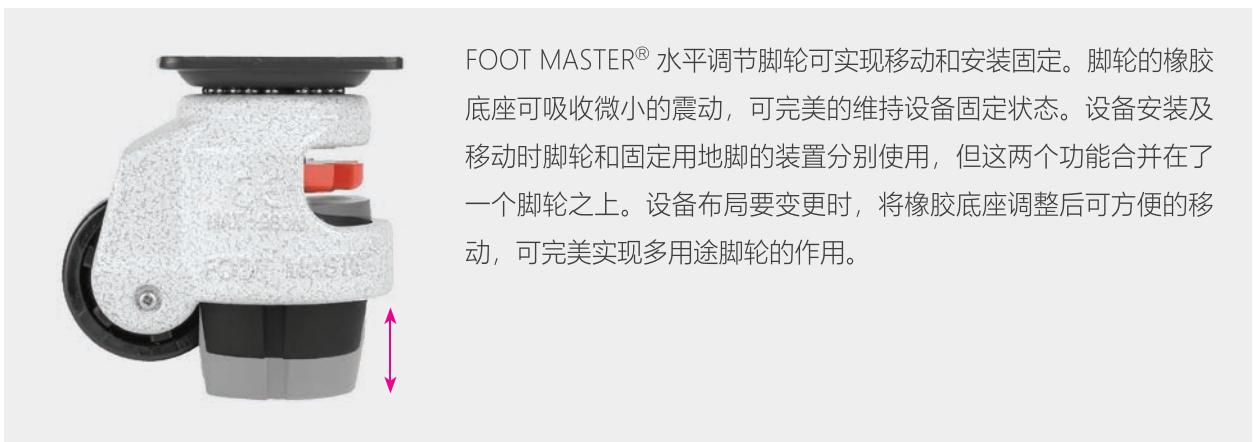 FOOT MASTER® 水平调节脚轮可实现移动和安装固定。脚轮的橡胶
底座可吸收微小的震动，可完美的维持设备固定状态。设备安装及
移动时脚轮和固定用地脚的装置分别使用，但这两个功能合并在了
一个脚轮之上。设备布局要变更时，将橡胶底座调整后可方便的移
动，可完美实现多用途脚轮的作用。
FOOT MASTER